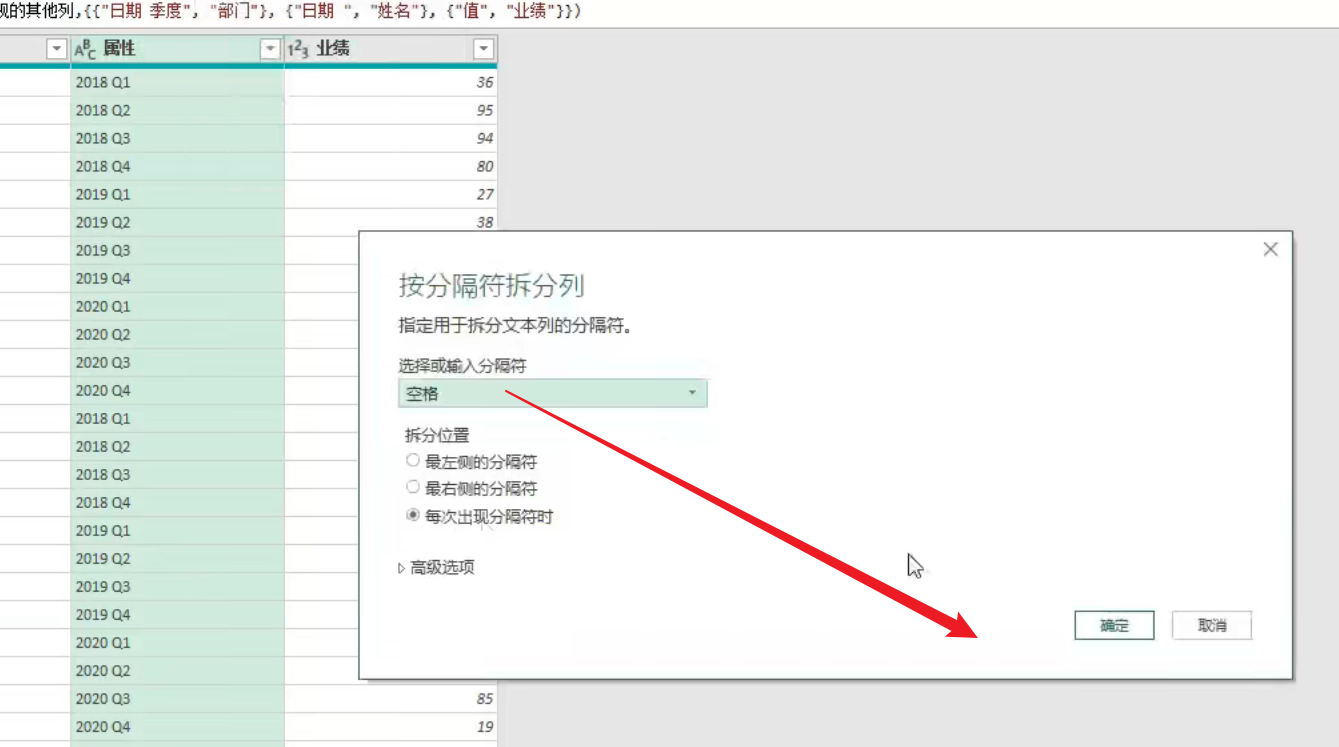 观的其他列,{{"日期 季度", "部门"}, {"日期 ", "姓名"}, {"值", "业绩"}})
ABC 属性 123 业绩
2018 Q1 36
2018 Q2 95
2018 Q3 94
2018 Q4 80
2019 Q1 27
2019 Q2 38
2019 Q3
2019 Q4
2020 Q1
2020 Q2
2020 Q3
2020 Q4
2018 Q1
2018 Q2
2018 Q3
2018 Q4
2019 Q1
2019 Q2
2019 Q3
2019 Q4
2020 Q1
2020 Q2
2020 Q3 85
2020 Q4 19
按分隔符拆分列
指定用于拆分文本列的分隔符。
选择或输入分隔符
空格
拆分位置
最左侧的分隔符
最右侧的分隔符
每次出现分隔符时
高级选项
确定 取消